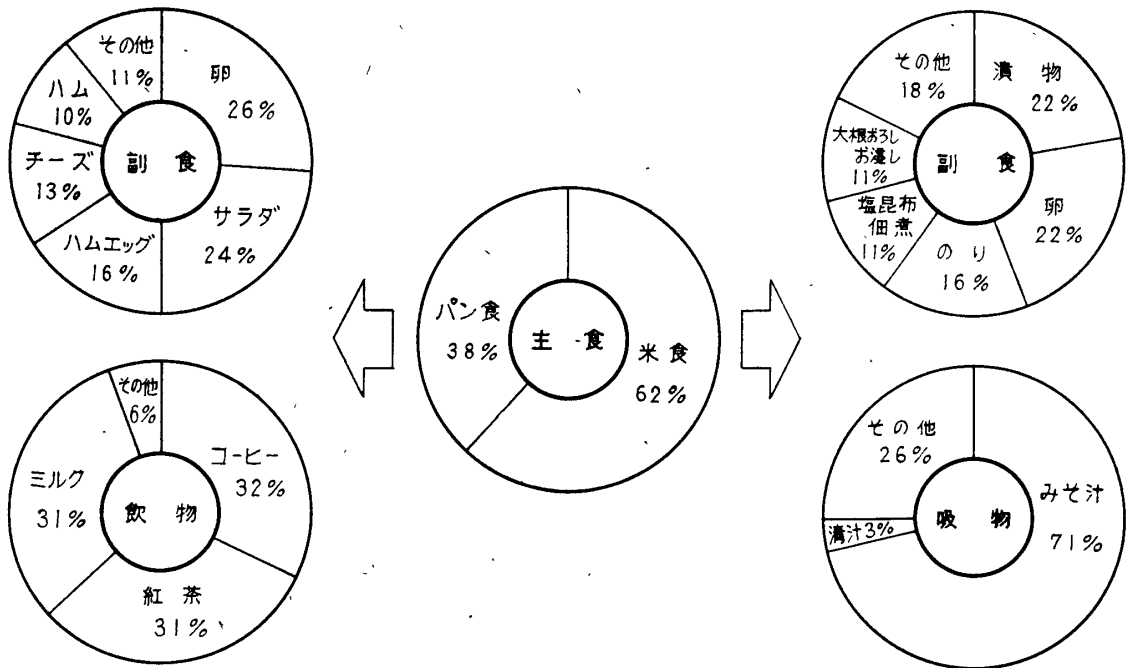 その他
11%
卵
26%
ハム
10%
チーズ
13%
副 食
サラダ
24%
ハムエッグ
16%
その他
18%
漬 物
22%
大根おろし
お浸し
11%
副 食
塩昆布
佃煮
11%
卵
22%
のり
16%
パン食
38%
主 食
米食
62%
その他
6%
コーヒー
32%
ミルク
31%
飲 物
紅 茶
31%
その他
26%
みそ汁
71%
清汁3%
吸 物